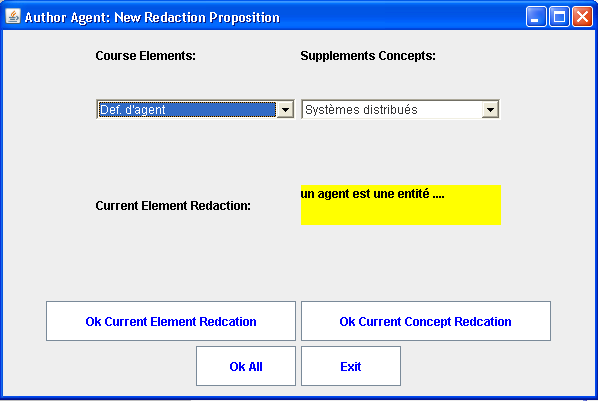 Author Agent: New Redaction Proposition
Course Elements: Supplements Concepts:
Def. d'agent Systèmes distribués
Current Element Redaction: un agent est une entité ....
Ok Current Element Redcation Ok Current Concept Redcation
Ok All Exit